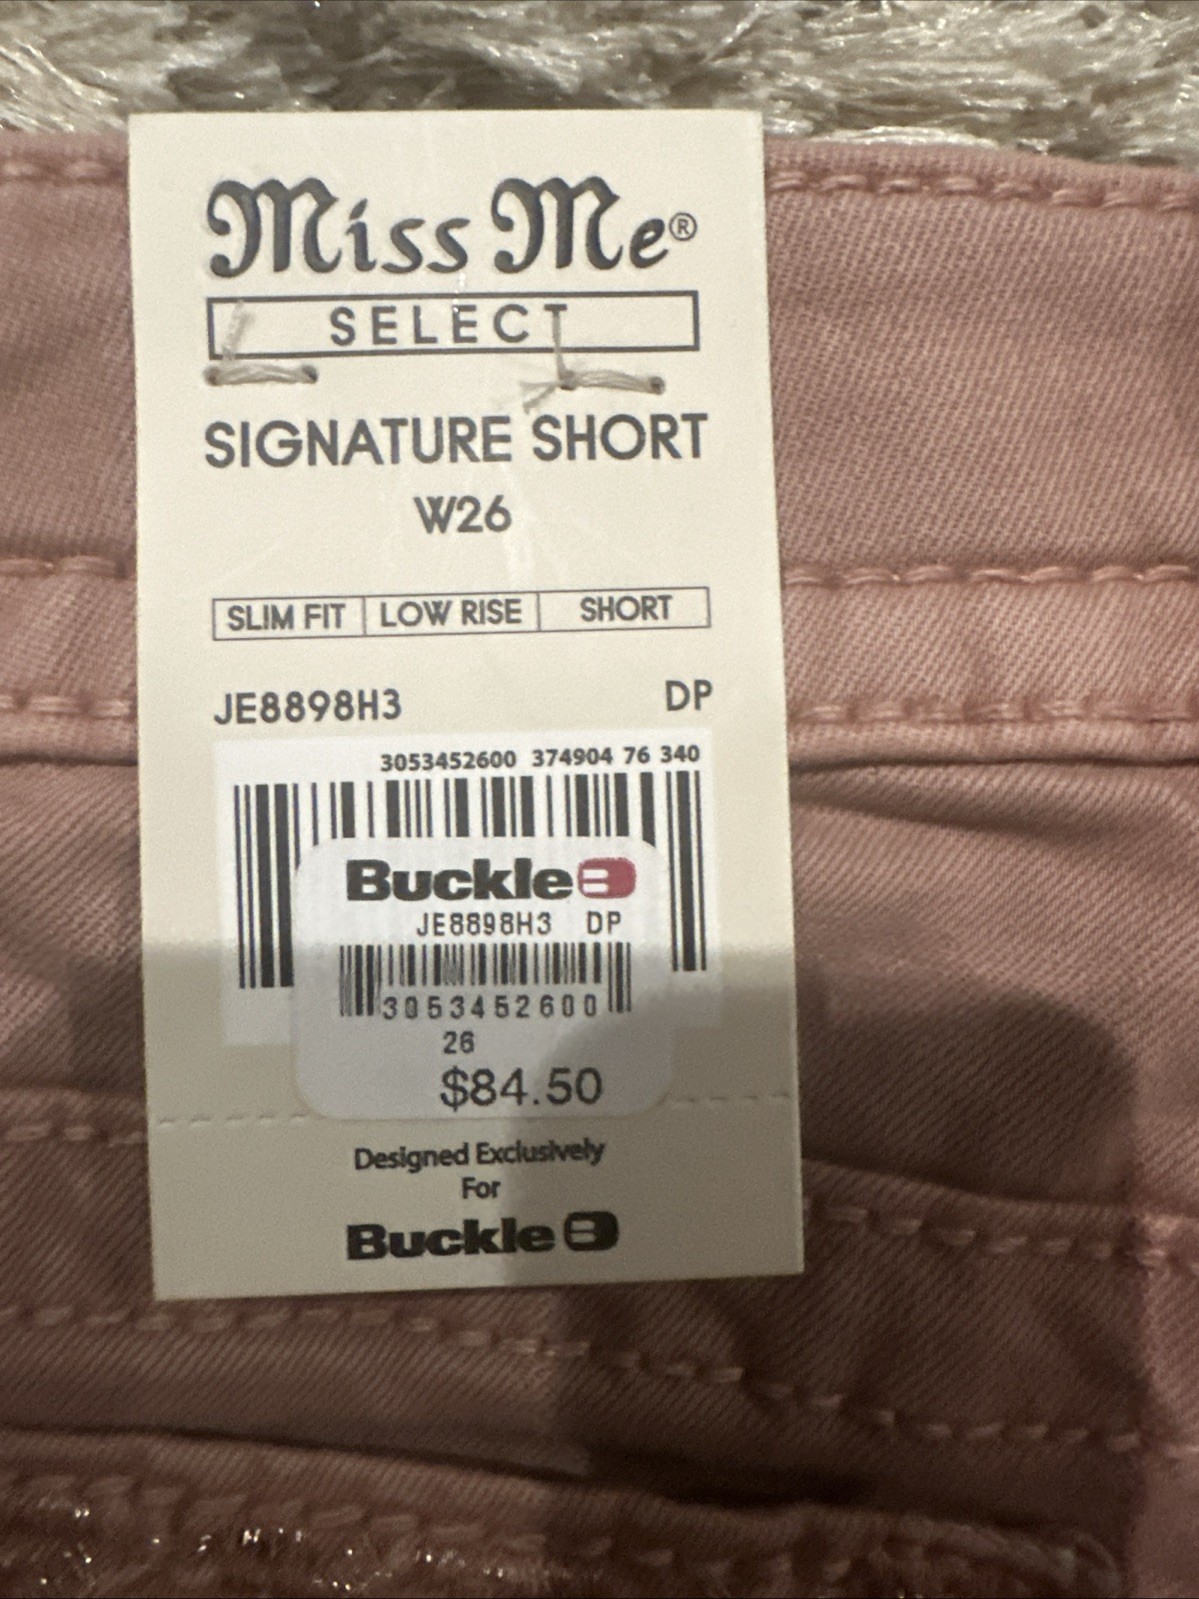 Miss Me®
SELECT
SIGNATURE SHORT
W26
SLIM FIT LOW RISE SHORT
JE8898H3 DP
3053452600 374904 76 340
Buckle B
JE8898H3 DP
3053452600
26
$84.50
Designed Exclusively
For
Buckle B